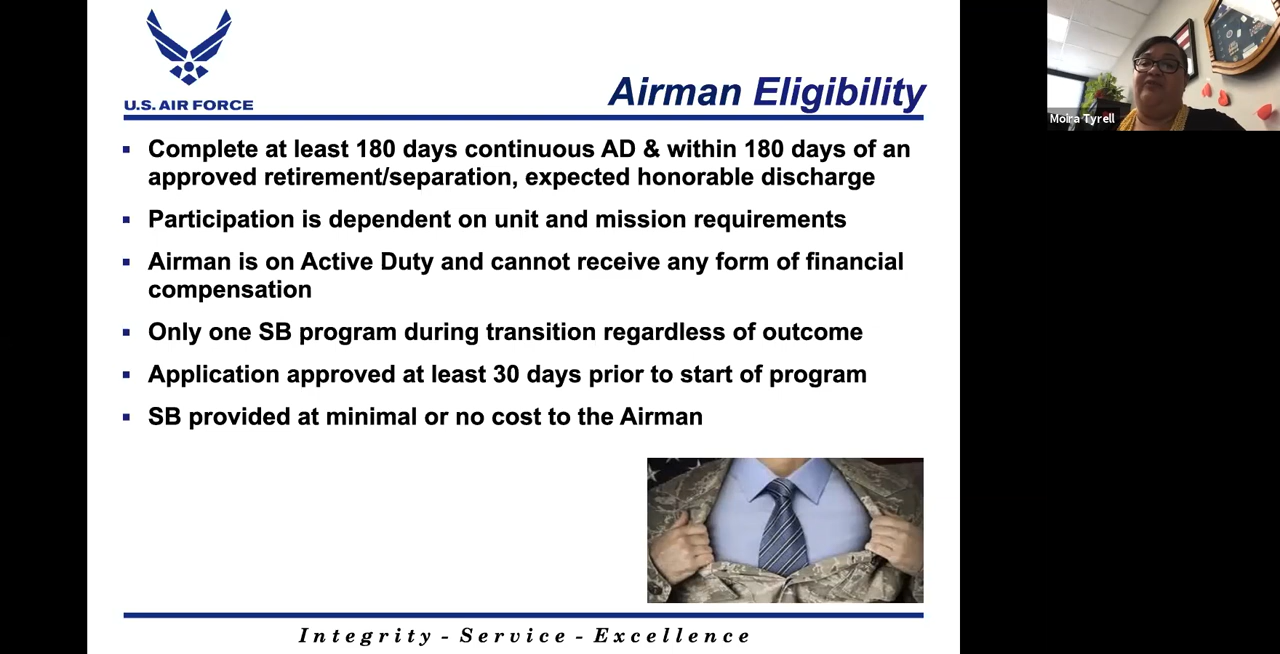 U.S. AIR FORCE
Airman Eligibility
▪ Complete at least 180 days continuous AD & within 180 days of an
approved retirement/separation, expected honorable discharge
▪ Participation is dependent on unit and mission requirements
▪ Airman is on Active Duty and cannot receive any form of financial
compensation
▪ Only one SB program during transition regardless of outcome
▪ Application approved at least 30 days prior to start of program
▪ SB provided at minimal or no cost to the Airman
Integrity - Service - Excellence
Moira Tyrell